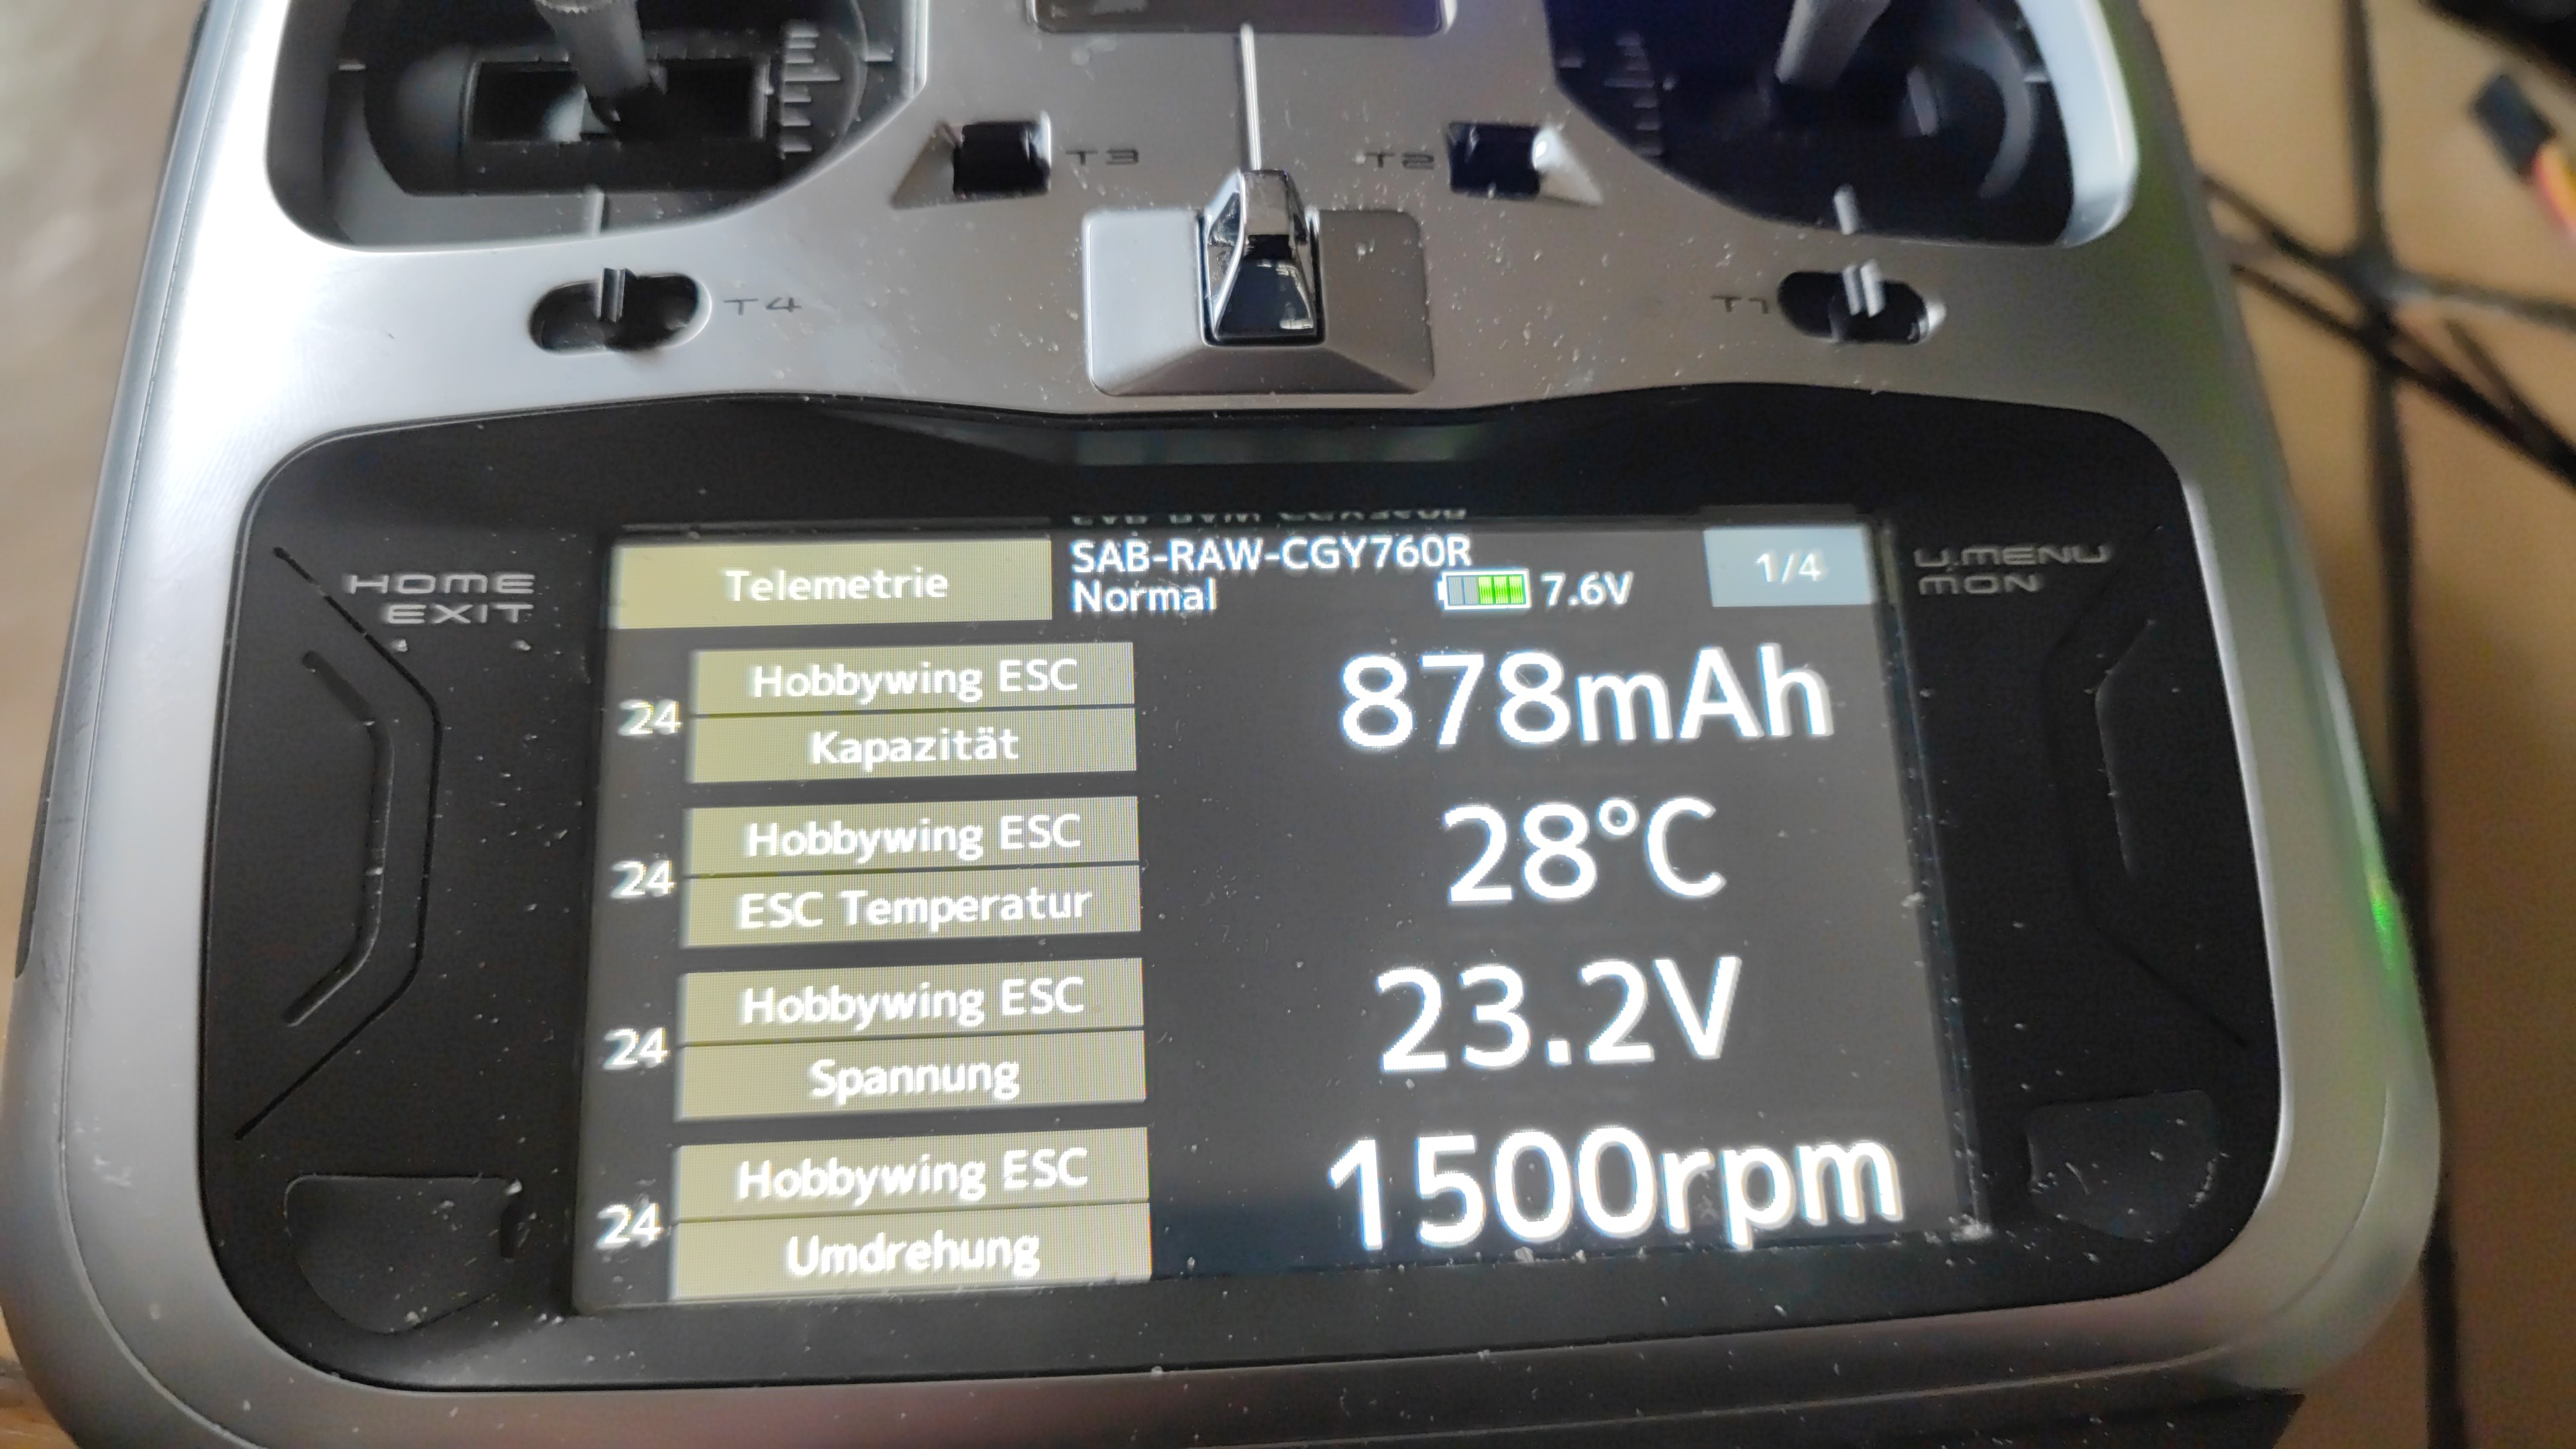 T3
T2
T4
T1
HOME
EXIT
U.MENU
MON
Telemetrie
SAB-RAW-CGY760R
Normal
7.6V
1/4
24
Hobbywing ESC
Kapazität
878mAh
24
Hobbywing ESC
ESC Temperatur
28°C
24
Hobbywing ESC
Spannung
23.2V
24
Hobbywing ESC
Umdrehung
1500rpm